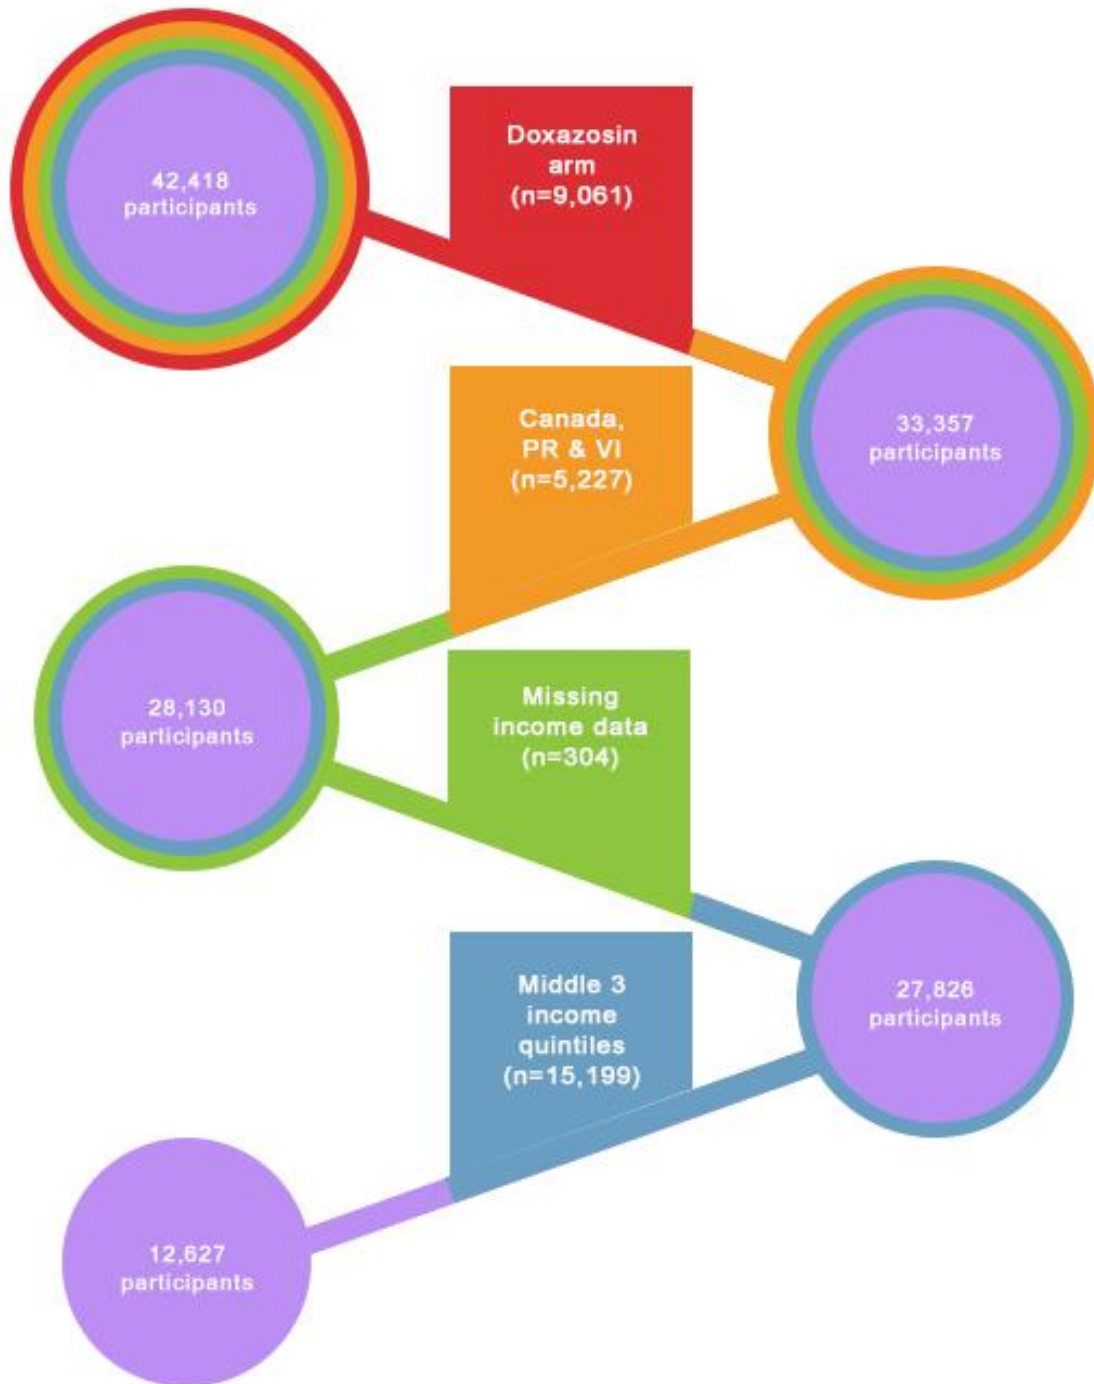 42,418
participants
Doxazosin
arm
(n=9,061)
33,357
participants
Canada,
PR & VI
(n=5,227)
28,130
participants
Missing
income data
(n=304)
27,826
participants
Middle 3
income
quintiles
(n=15,199)
12,627
participants